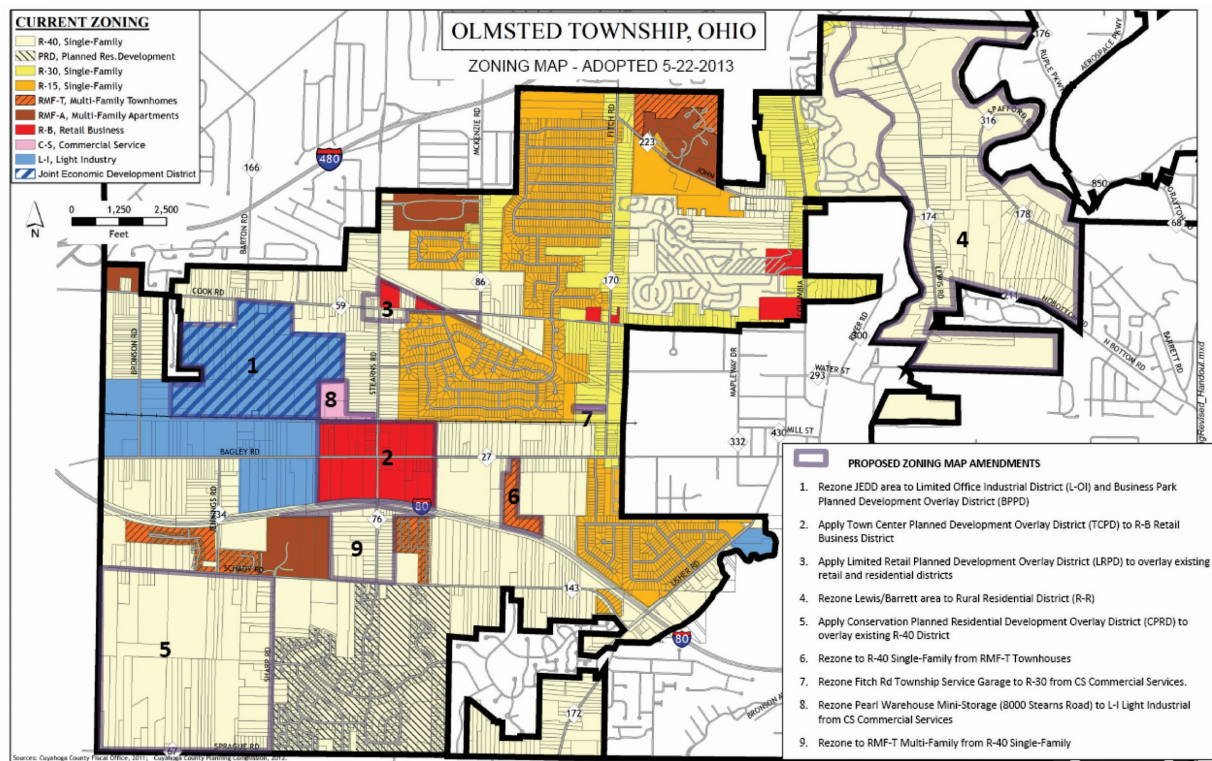 CURRENT ZONING
R-40, Single-Family
PRD, Planned Res.Development
R-30, Single-Family
R-15, Single-Family
RMF-T, Multi-Family Townhomes
RMF-A, Multi-Family Apartments
R-B, Retail Business
C-S, Commercial Service
L-I, Light Industry
Joint Economic Development District
OLMSTED TOWNSHIP, OHIO
ZONING MAP - ADOPTED 5-22-2013
N
0 1,250 2,500
Feet
480
166
BARTON RD
MCKENZIE RD
FITCH RD
223
JOHN
176
RUPLE PKWY
AEROSPACE PKWY
316
850
68
174
178
4
LEWIS RD
COOK RD
59
3
86
170
COLUMBIA
BRONSON RD
1
STEARNS RD
8
7
300
WATER ST
293
MAPLEWAY DR
332
430
MILL ST
N BOTTOM RD
BARRETT RD
gRevised_Handout.mxd
BAGLEY RD
2
27
6
80
76
234
JENNINGS RD
9
SCHADY RD
143
USHER RD
80
5
SHARP RD
172
67
SPRAGUE RD
PROPOSED ZONING MAP AMENDMENTS
1. Rezone JEDD area to Limited Office Industrial District (L-OI) and Business Park
Planned Development Overlay District (BPPD)
2. Apply Town Center Planned Development Overlay District (TCPD) to R-B Retail
Business District
3. Apply Limited Retail Planned Development Overlay District (LRPD) to overlay existing
retail and residential districts
4. Rezone Lewis/Barrett area to Rural Residential District (R-R)
5. Apply Conservation Planned Residential Development Overlay District (CPRD) to
overlay existing R-40 District
6. Rezone to R-40 Single-Family from RMF-T Townhouses
7. Rezone Fitch Rd Township Service Garage to R-30 from CS Commercial Services.
8. Rezone Pearl Warehouse Mini-Storage (8000 Stearns Road) to L-I Light Industrial
from CS Commercial Services
9. Rezone to RMF-T Multi-Family from R-40 Single-Family
Sources: Cuyahoga County Fiscal Office, 2011; Cuyahoga County Planning Commission, 2012.